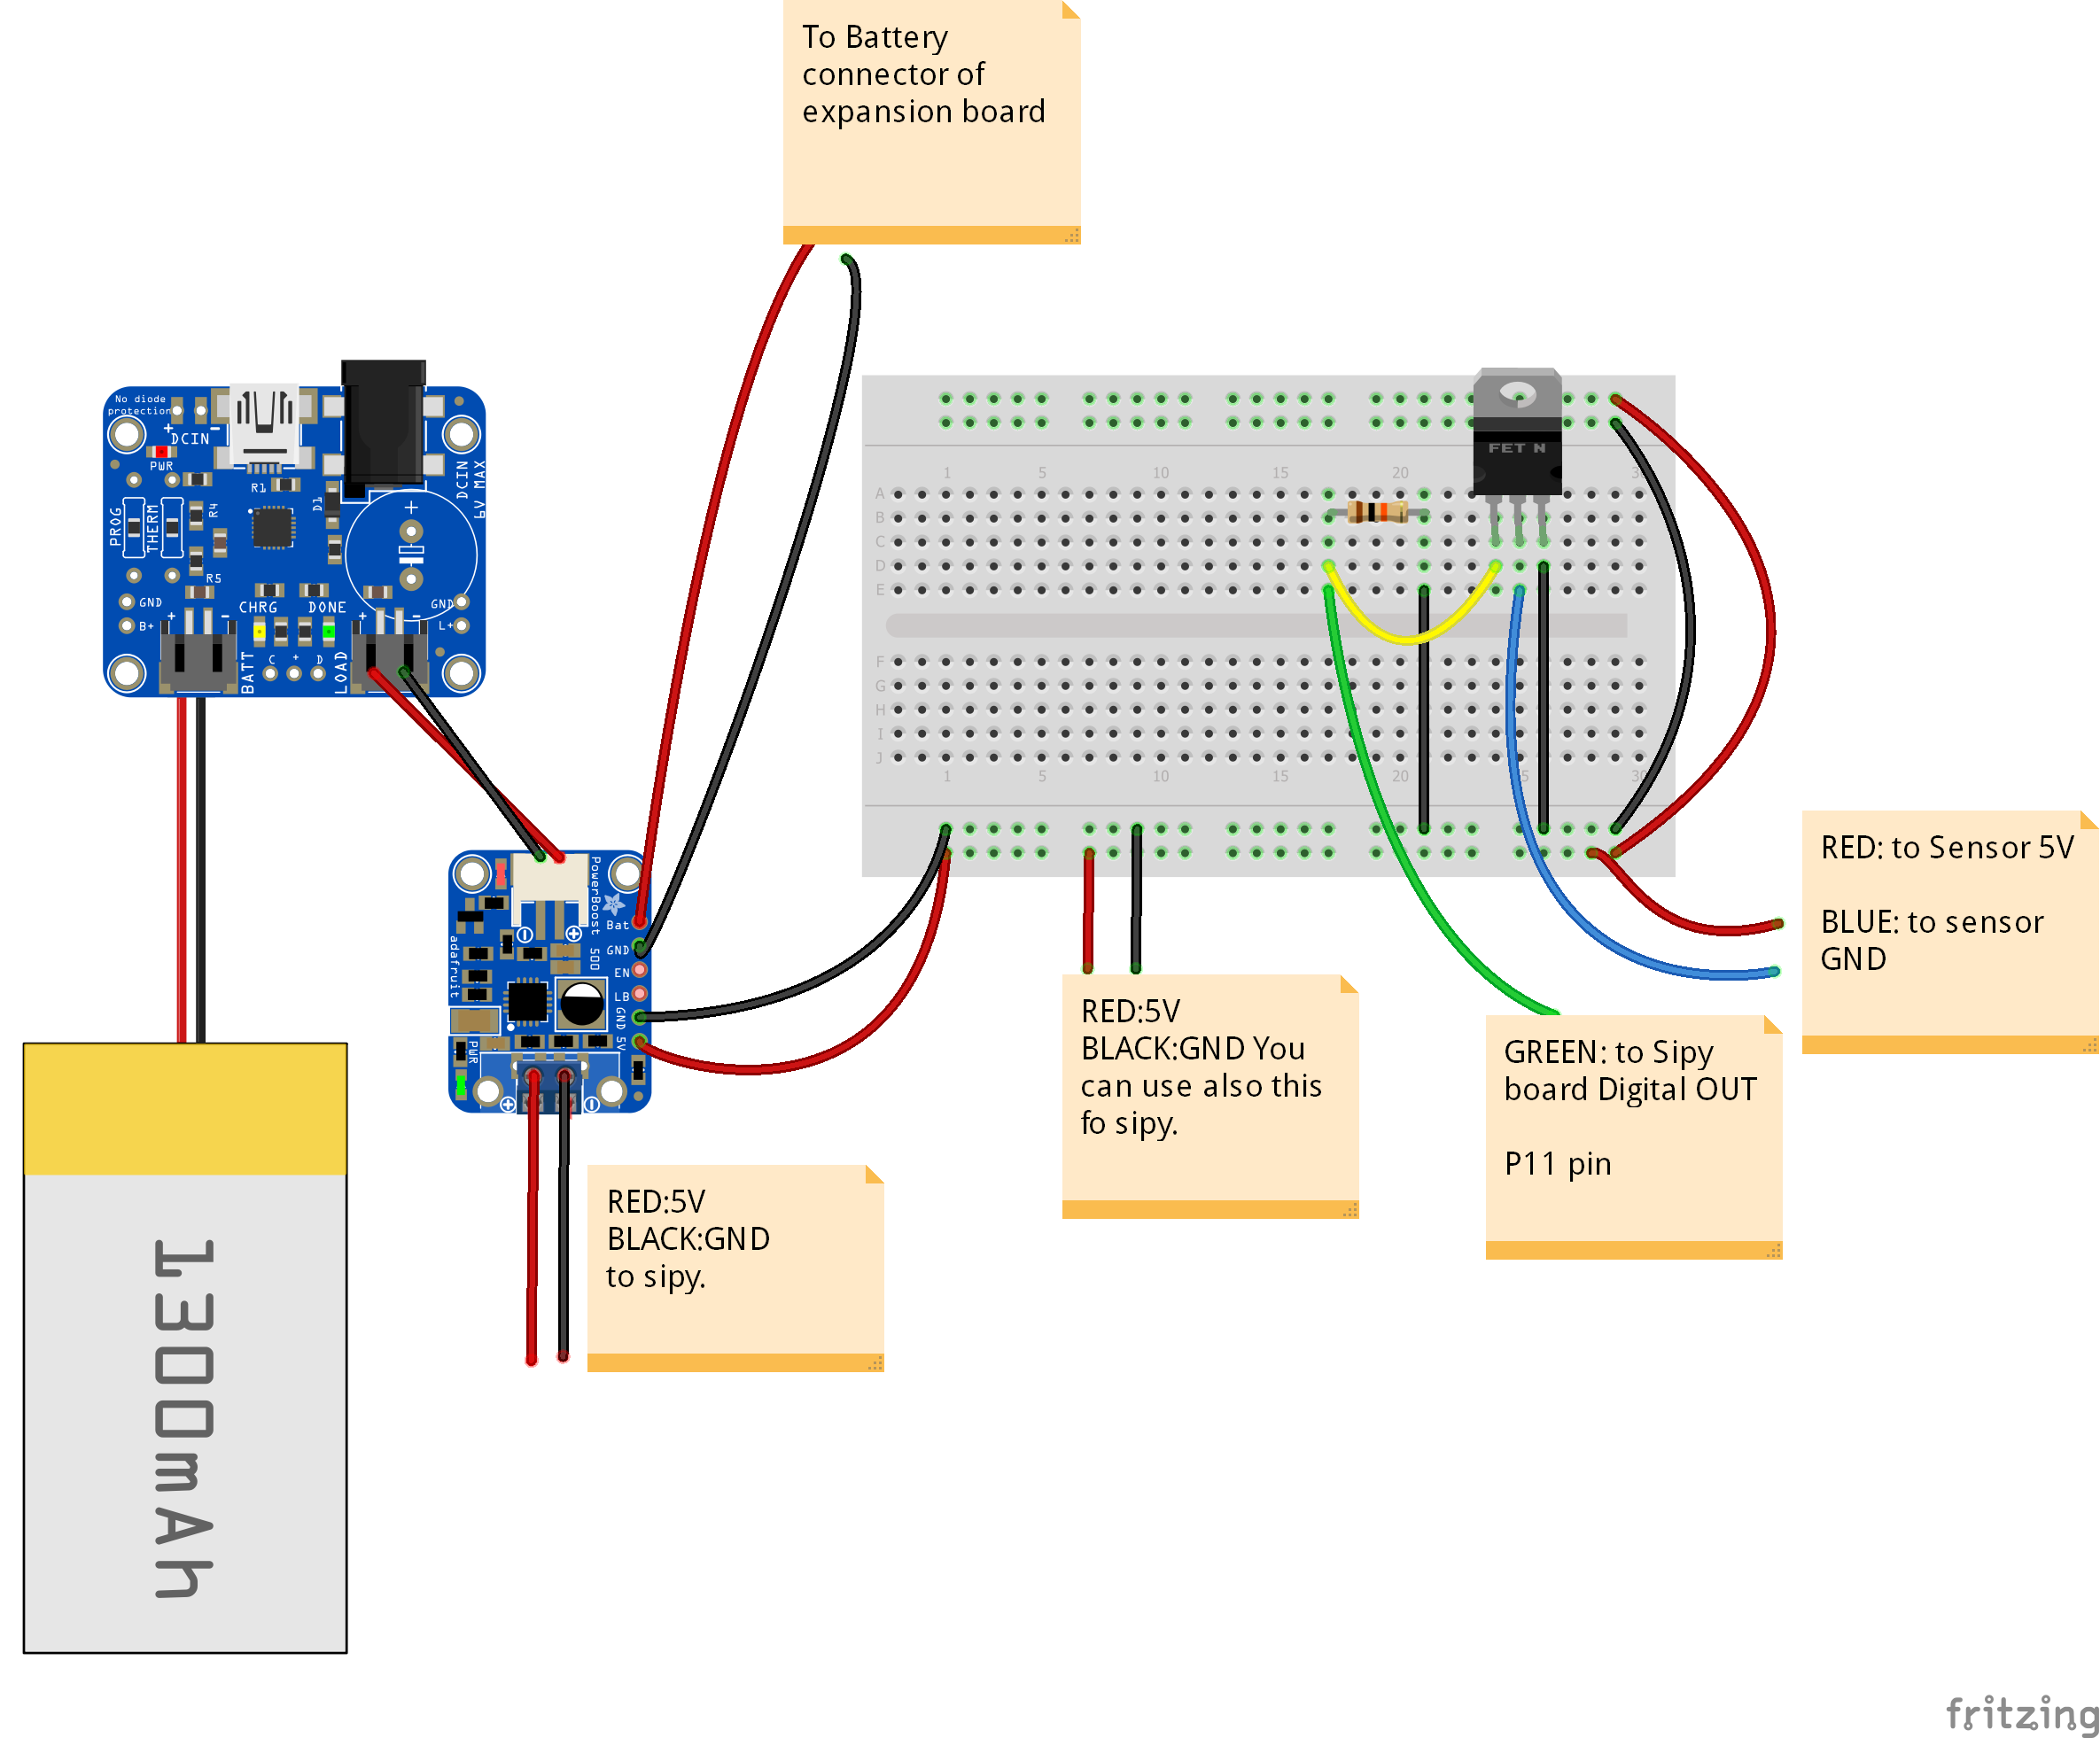 To Battery
connector of
expansion board
No diode
protection
+ -
DCIN
PWR
R1
D1
DCIN
6V MAX
PROG
THERM
R4
R5
+
GND
B+
+ -
CHRG
DONE
BATT
C + D
LOAD
+ -
GND
L+
FET N
1 5 10 15 20 30
A
B
C
D
E
F
G
H
I
J
1 5 10 15 20 5 30
PowerBoost
500
adafruit
Bat
GND
EN
LB
GND
5V
PWR
RED: to Sensor 5V
BLUE: to sensor
GND
RED:5V
BLACK:GND You
can use also this
fo sipy.
GREEN: to Sipy
board Digital OUT
P11 pin
RED:5V
BLACK:GND
to sipy.
1300mAh
fritzing